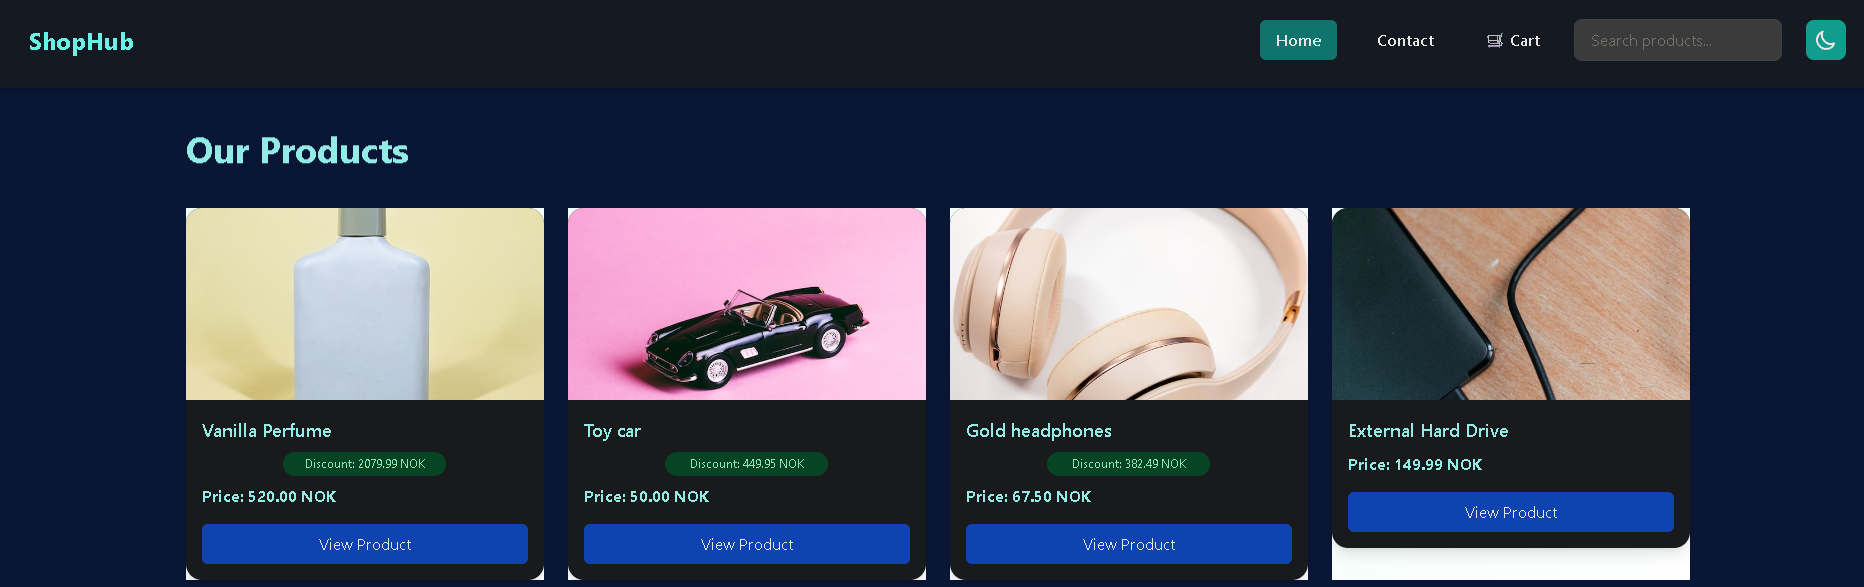 ShopHub
Home
Contact
Cart
Search products...
Our Products
Vanilla Perfume
Discount: 2079.99 NOK
Price: 520.00 NOK
View Product
Toy car
Discount: 449.95 NOK
Price: 50.00 NOK
View Product
Gold headphones
Discount: 382.49 NOK
Price: 67.50 NOK
View Product
External Hard Drive
Price: 149.99 NOK
View Product